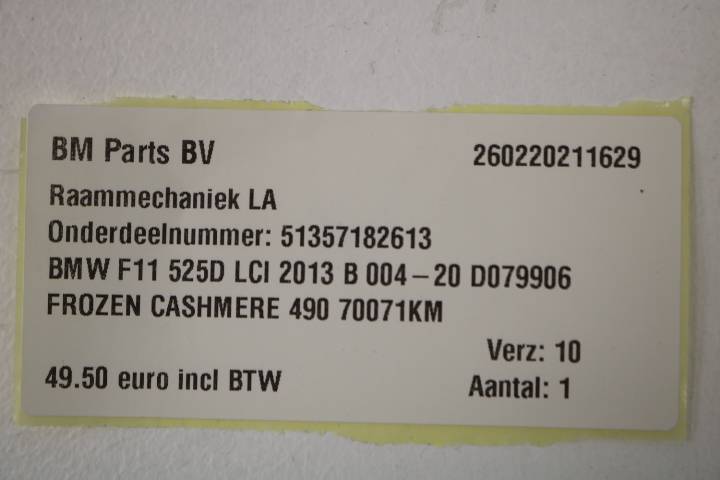 BM Parts BV 260220211629
Raammechaniek LA
Onderdeelnummer: 51357182613
BMW F11 525D LCI 2013 B 004-20 D079906
FROZEN CASHMERE 490 70071KM
Verz: 10
49.50 euro incl BTW Aantal: 1